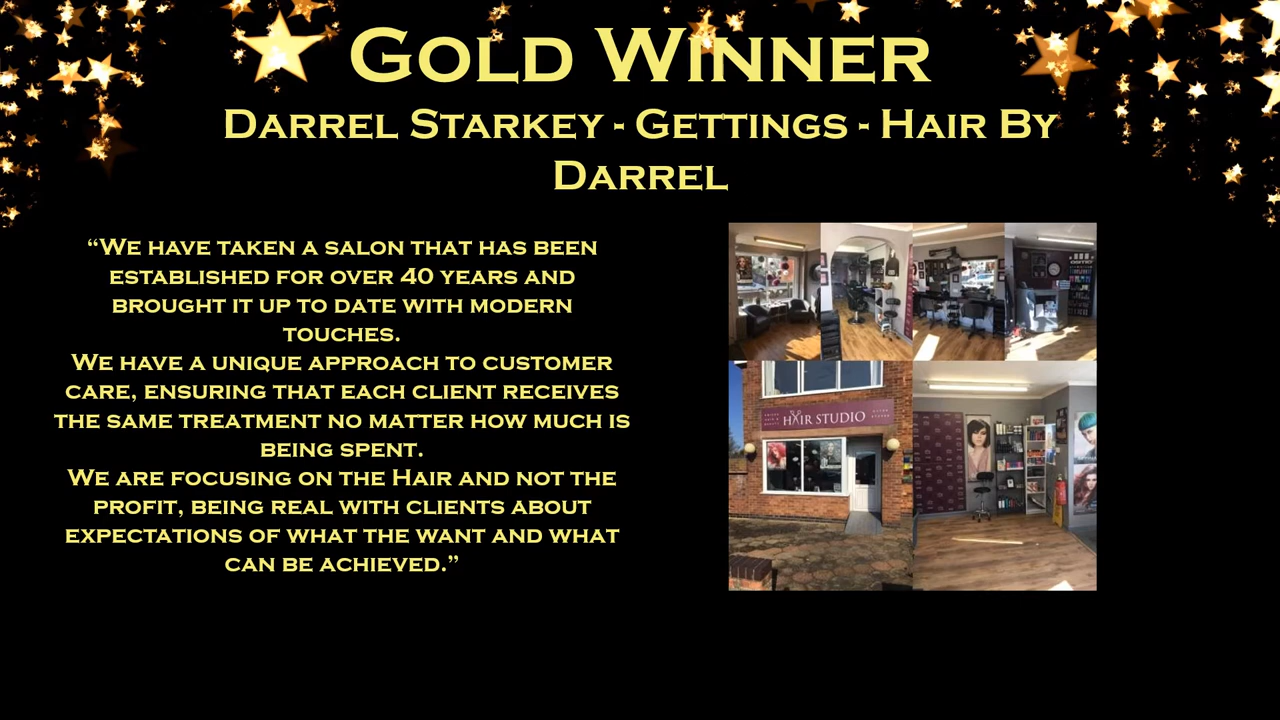 Gold Winner
Darrel Starkey - Gettings - Hair By
Darrel
“We have taken a salon that has been
established for over 40 years and
brought it up to date with modern
touches.
We have a unique approach to customer
care, ensuring that each client receives
the same treatment no matter how much is
being spent.
We are focusing on the Hair and not the
profit, being real with clients about
expectations of what the want and what
can be achieved.”
HAIR STUDIO